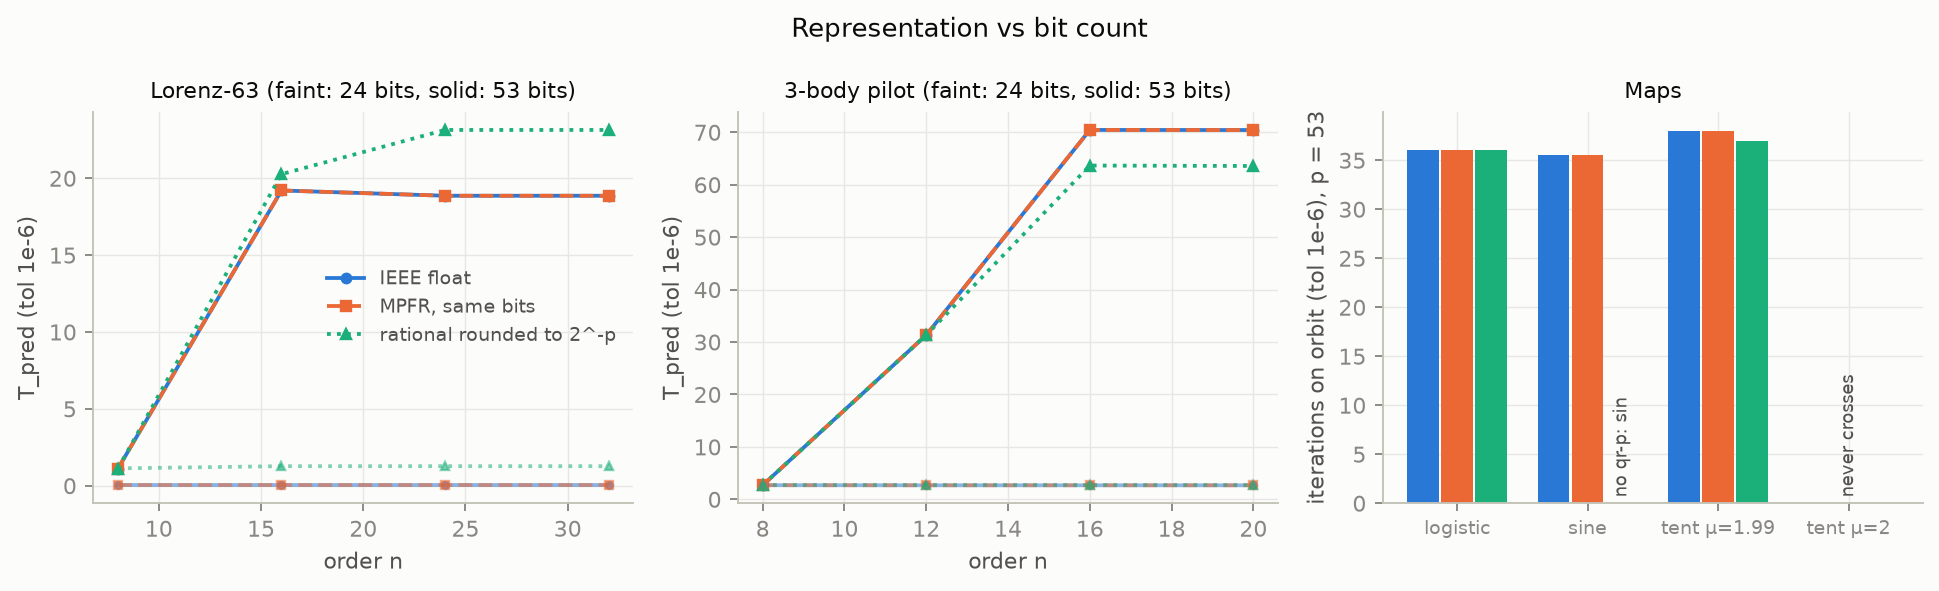 Representation vs bit count
Lorenz-63 (faint: 24 bits, solid: 53 bits)
T_pred (tol 1e-6)
20
15
10
5
0
IEEE float
MPFR, same bits
rational rounded to 2^-p
10 15 20 25 30
order n
3-body pilot (faint: 24 bits, solid: 53 bits)
T_pred (tol 1e-6)
70
60
50
40
30
20
10
0
8 10 12 14 16 18 20
order n
Maps
iterations on orbit (tol 1e-6), p = 53
35
30
25
20
15
10
5
0
no qr-p: sin
never crosses
logistic sine tent μ=1.99 tent μ=2